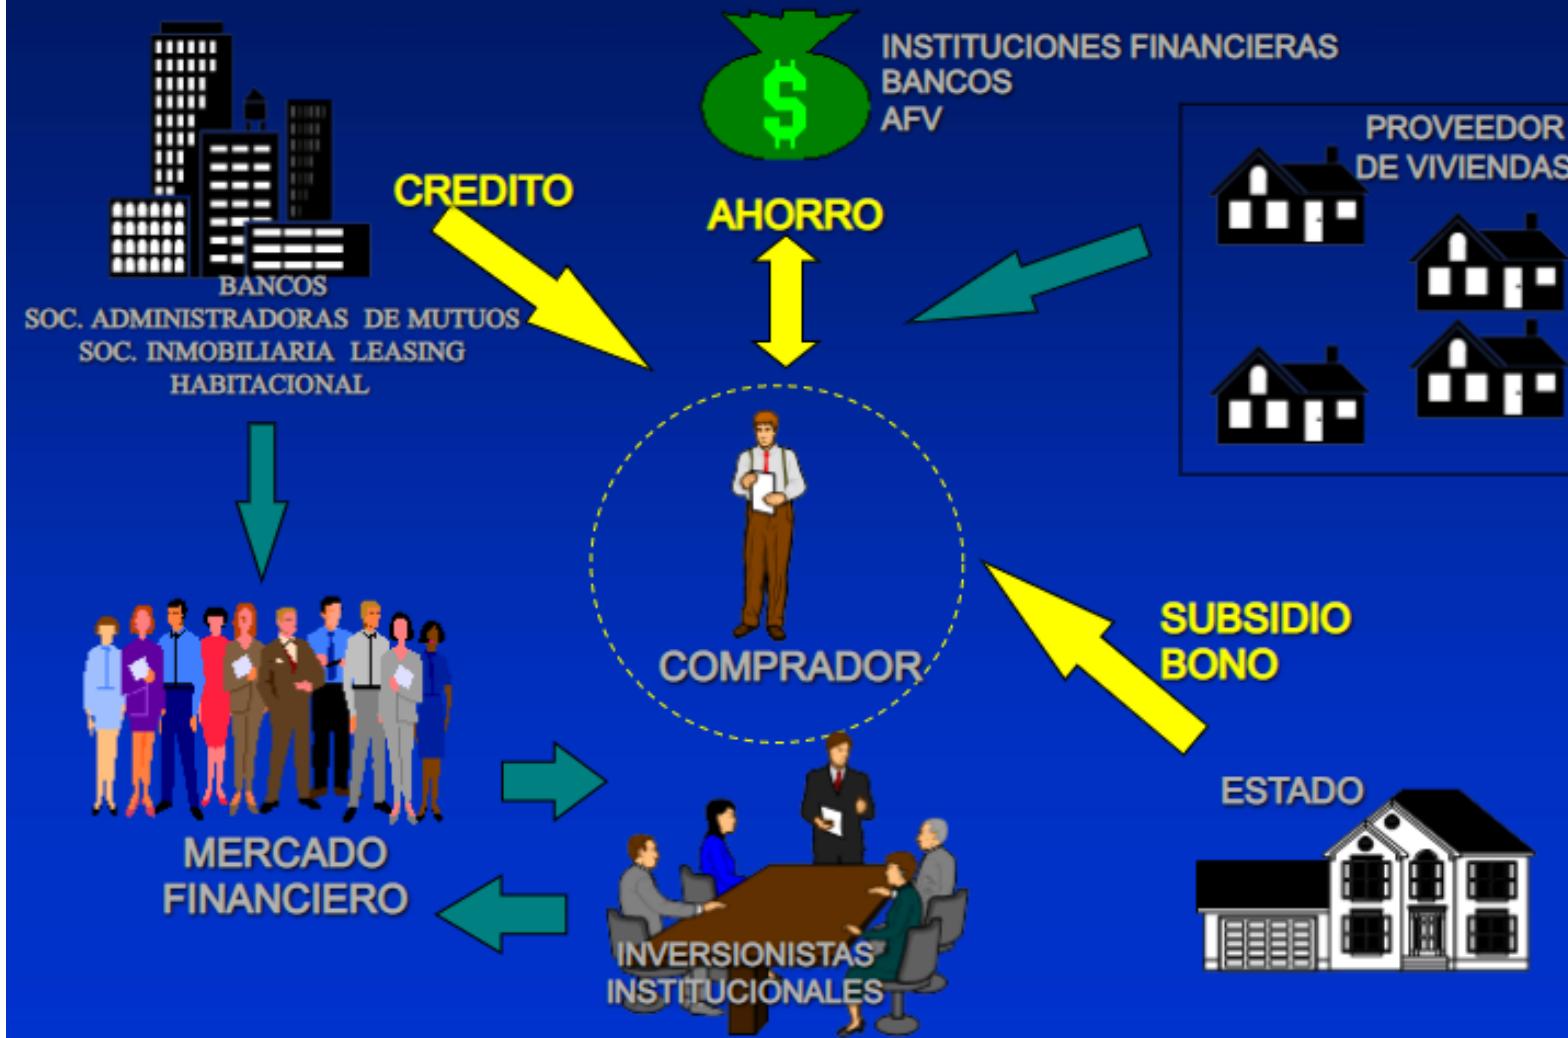 INSTITUCIONES FINANCIERAS
BANCOS
AFV
PROVEEDOR
DE VIVIENDAS
CREDITO
AHORRO
BANCOS
SOC. ADMINISTRADORAS DE MUTUOS
SOC. INMOBILIARIA LEASING
HABITACIONAL
COMPRADOR
SUBSIDIO
BONO
ESTADO
MERCADO
FINANCIERO
INVERSIONISTAS
INSTITUCIONALES
$